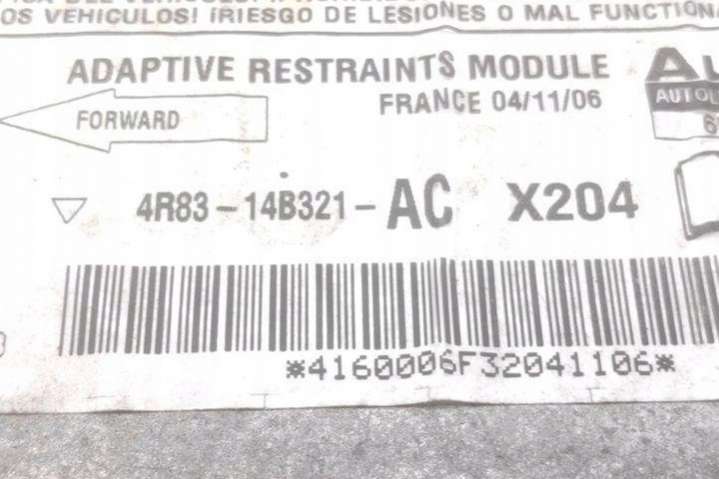 OS VEHICULOS! ¡RIESGO DE LESIONES O MAL
ADAPTIVE RESTRAINTS MODULE
FRANCE 04/11/06
FORWARD
4R83-14B321-AC X204
*4160006F32041106*